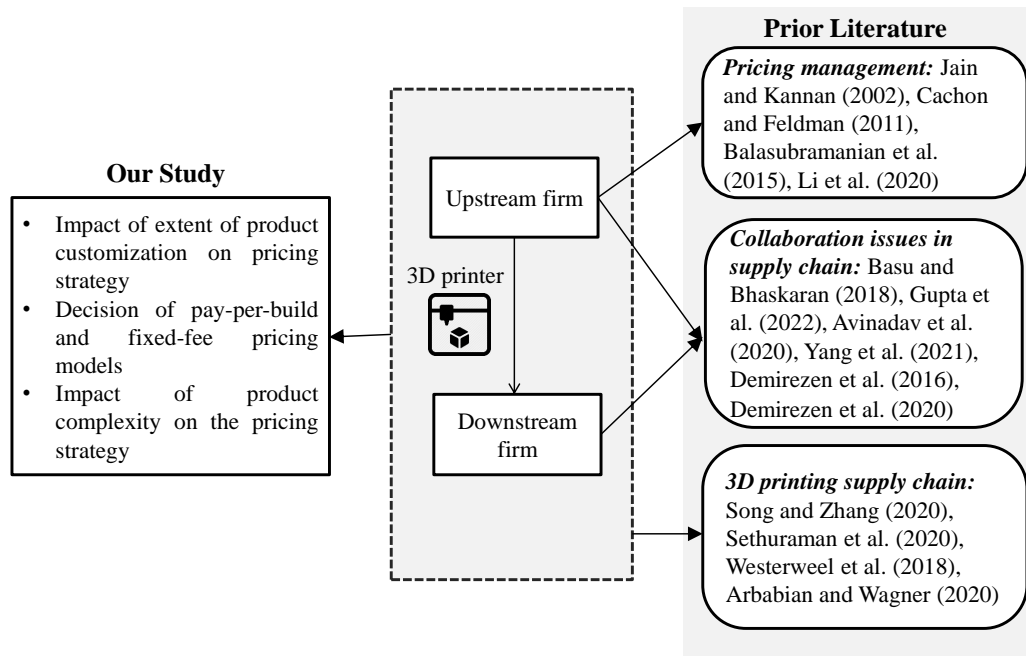 Prior Literature
Pricing management: Jain
and Kannan (2002), Cachon
and Feldman (2011),
Balasubramanian et al.
(2015), Li et al. (2020)
Our Study
• Impact of extent of product
customization on pricing
strategy
• Decision of pay-per-build
and fixed-fee pricing
models
• Impact of product
complexity on the pricing
strategy
Upstream firm
3D printer
Downstream
firm
Collaboration issues in
supply chain: Basu and
Bhaskaran (2018), Gupta
et al. (2022), Avinadav et al.
(2020), Yang et al. (2021),
Demirezen et al. (2016),
Demirezen et al. (2020)
3D printing supply chain:
Song and Zhang (2020),
Sethuraman et al. (2020),
Westerweel et al. (2018),
Arbabian and Wagner (2020)